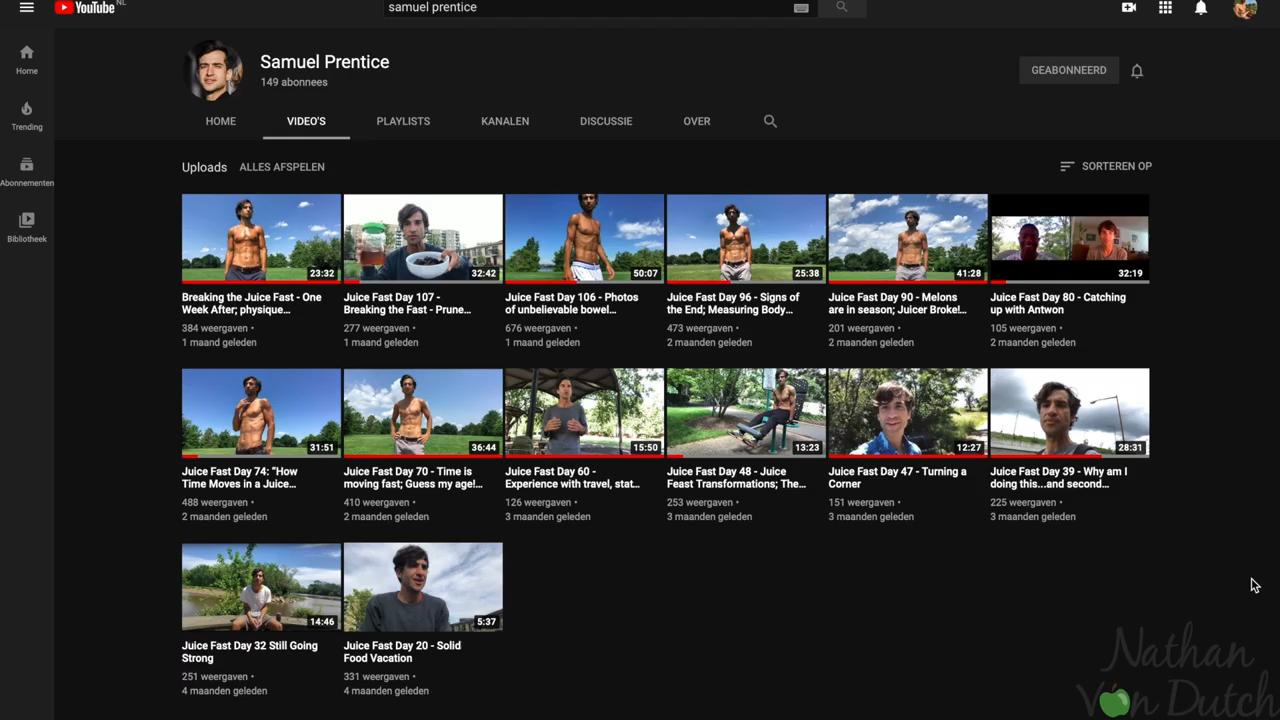 YouTube NL
samuel prentice
Home
Trending
Abonnementen
Bibliotheek
Samuel Prentice
149 abonnees
GEABONNEERD
HOME VIDEO'S PLAYLISTS KANALEN DISCUSSIE OVER
Uploads ALLES AFSPELEN
SORTEREN OP
23:32
Breaking the Juice Fast - One
Week After; physique...
384 weergaven •
1 maand geleden
32:42
Juice Fast Day 107 -
Breaking the Fast - Prune...
277 weergaven •
1 maand geleden
50:07
Juice Fast Day 106 - Photos
of unbelievable bowel...
676 weergaven •
1 maand geleden
25:38
Juice Fast Day 96 - Signs of
the End; Measuring Body...
473 weergaven •
2 maanden geleden
41:28
Juice Fast Day 90 - Melons
are in season; Juicer Broke!...
201 weergaven •
2 maanden geleden
32:19
Juice Fast Day 80 - Catching
up with Antwon
105 weergaven •
2 maanden geleden
31:51
Juice Fast Day 74: "How
Time Moves in a Juice...
488 weergaven •
2 maanden geleden
36:44
Juice Fast Day 70 - Time is
moving fast; Guess my age!...
410 weergaven •
2 maanden geleden
15:50
Juice Fast Day 60 -
Experience with travel, stat...
126 weergaven •
3 maanden geleden
13:23
Juice Fast Day 48 - Juice
Feast Transformations; The...
253 weergaven •
3 maanden geleden
12:27
Juice Fast Day 47 - Turning a
Corner
151 weergaven •
3 maanden geleden
28:31
Juice Fast Day 39 - Why am I
doing this...and second...
225 weergaven •
3 maanden geleden
14:46
Juice Fast Day 32 Still Going
Strong
251 weergaven •
4 maanden geleden
5:37
Juice Fast Day 20 - Solid
Food Vacation
331 weergaven •
4 maanden geleden
Nathan
Von Dutch